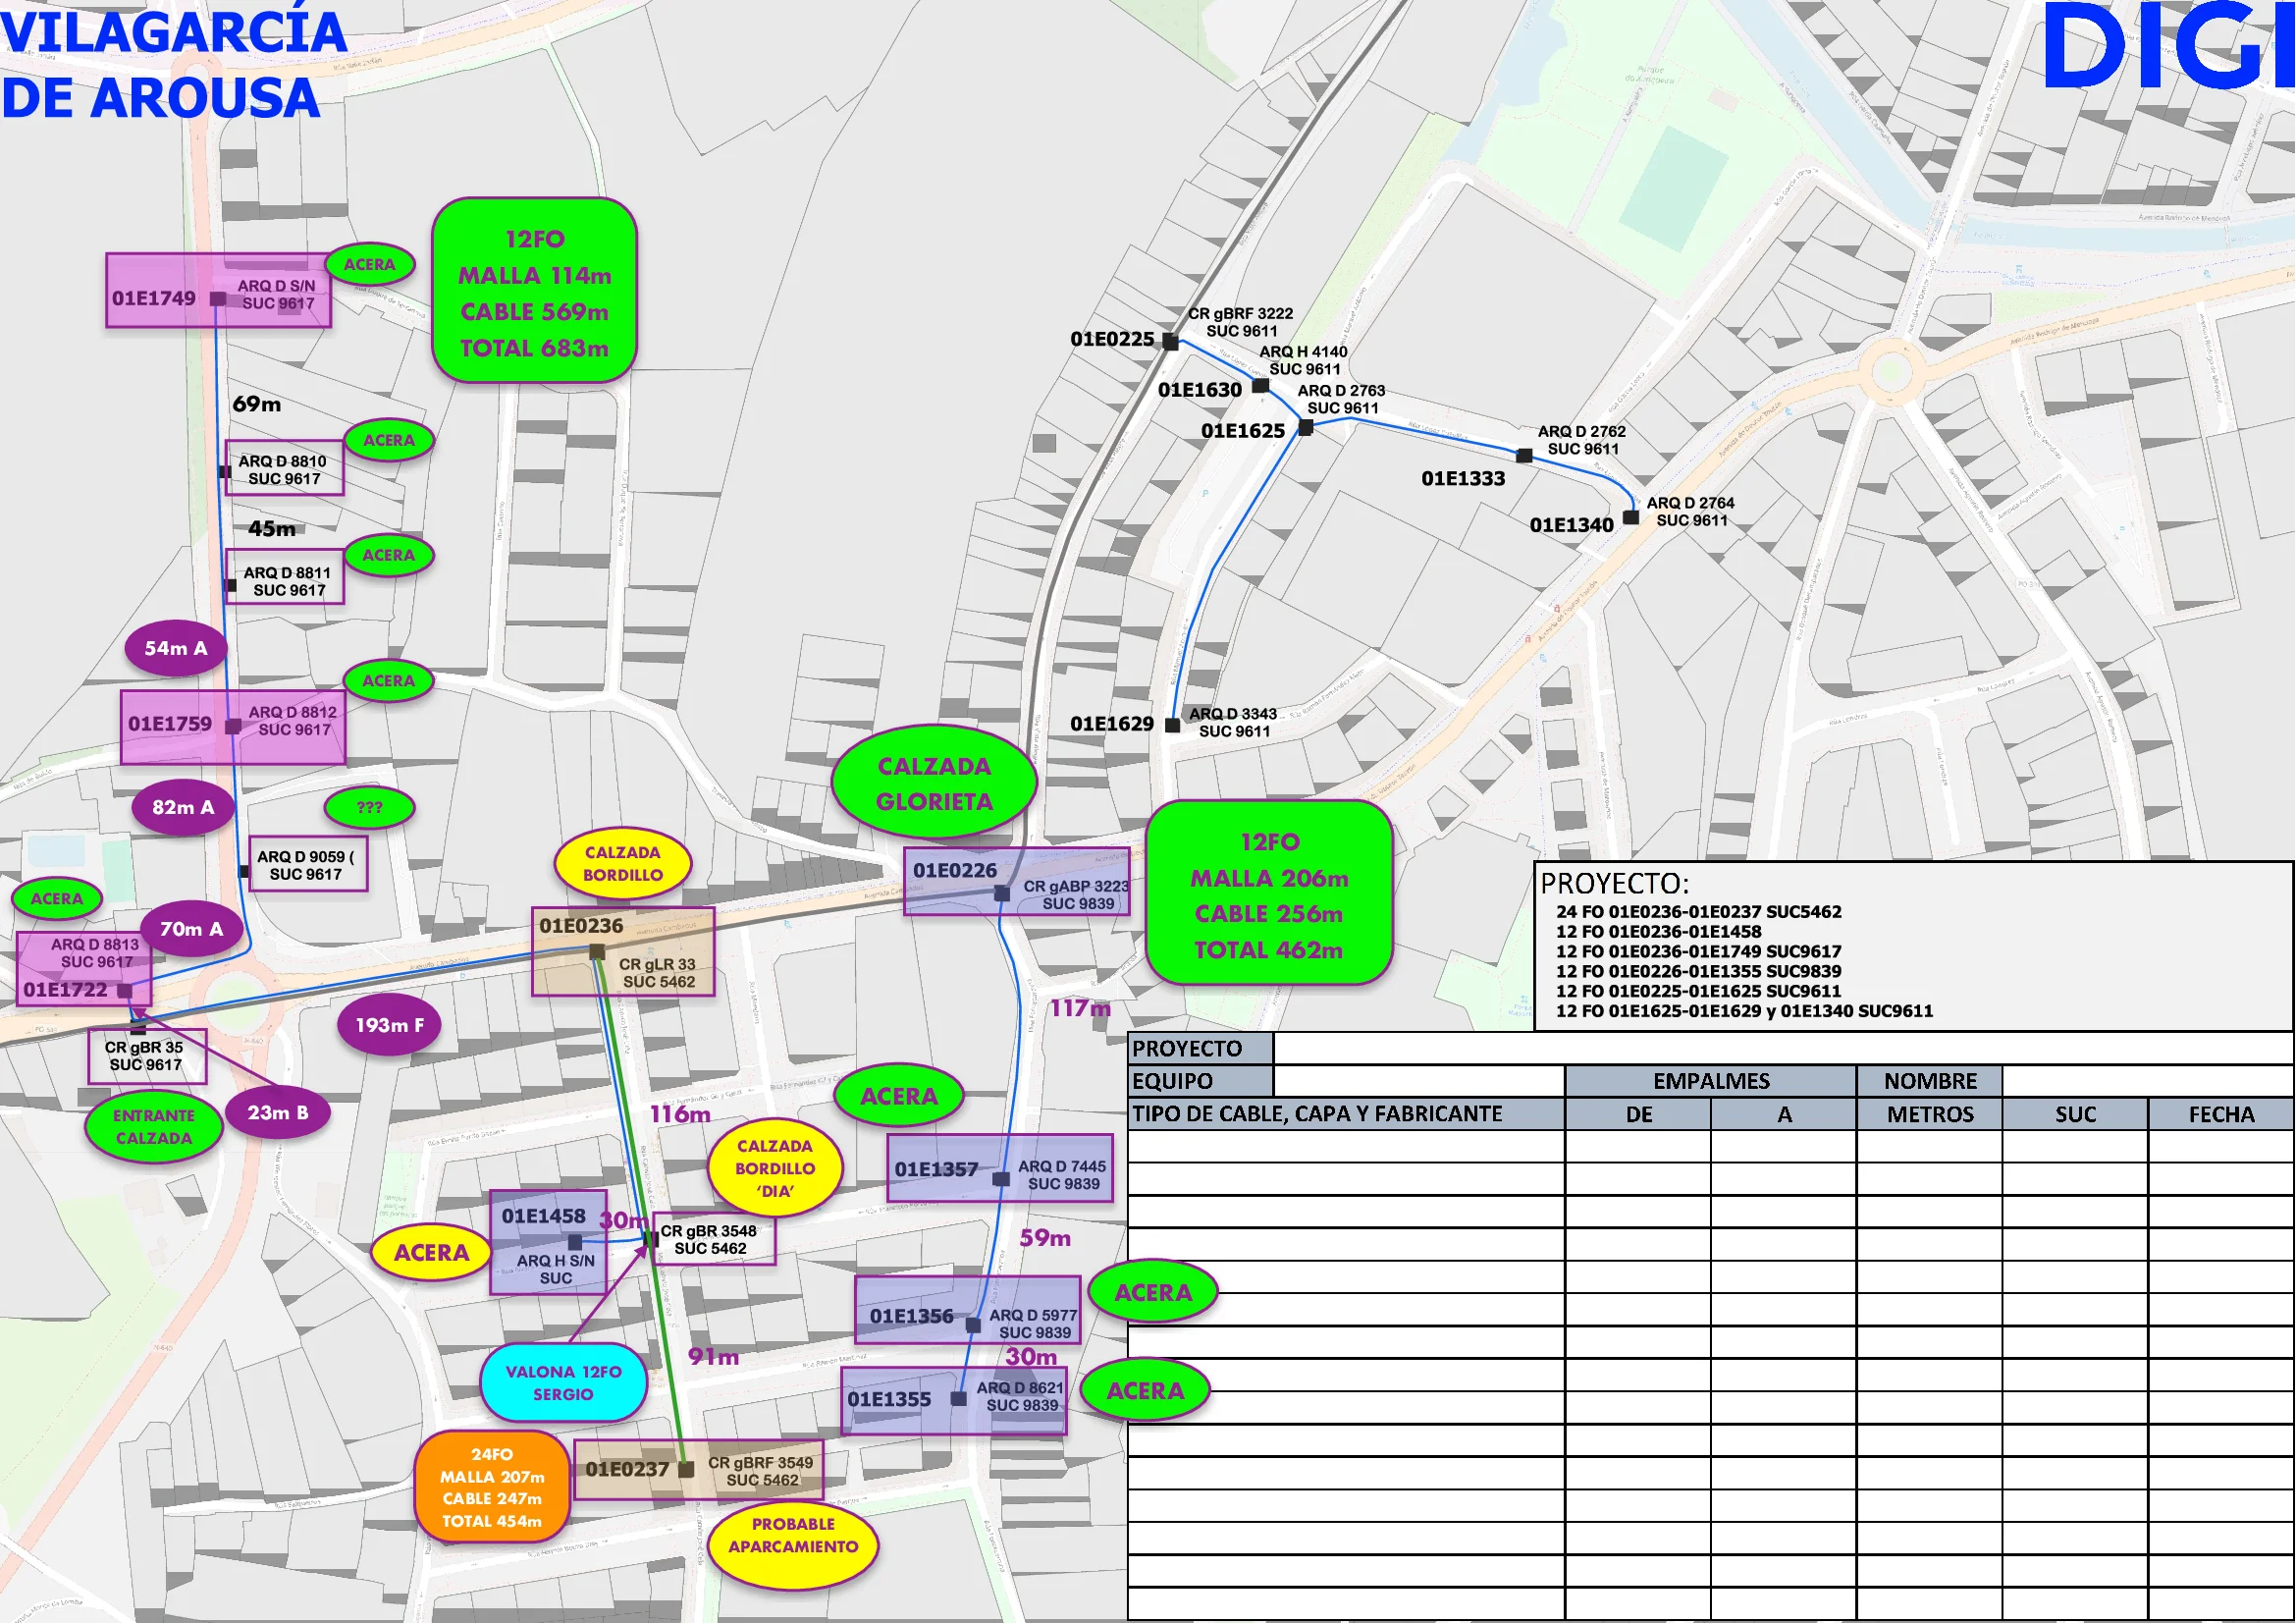 VILAGARCÍA
DE AROUSA
DIGI
12FO
MALLA 114m
CABLE 569m
TOTAL 683m
01E1749
ARQ D S/N
SUC 9617
ACERA
69m
ARQ D 8810
SUC 9617
ACERA
45m
ARQ D 8811
SUC 9617
ACERA
54m A
01E1759
ARQ D 8812
SUC 9617
ACERA
82m A
???
ARQ D 9059 (
SUC 9617
ACERA
70m A
ARQ D 8813
SUC 9617
01E1722
CR gBR 35
SUC 9617
ENTRANTE
CALZADA
23m B
193m F
CALZADA
BORDILLO
01E0236
CR gLR 33
SUC 5462
116m
CALZADA
BORDILLO
‘DIA’
01E1458
30m
ARQ H S/N
SUC
ACERA
CR gBR 3548
SUC 5462
VALONA 12FO
SERGIO
91m
24FO
MALLA 207m
CABLE 247m
TOTAL 454m
01E0237
CR gBRF 3549
SUC 5462
PROBABLE
APARCAMIENTO
CR gBRF 3222
SUC 9611
01E0225
ARQ H 4140
SUC 9611
01E1630
ARQ D 2763
SUC 9611
01E1625
ARQ D 2762
SUC 9611
01E1333
ARQ D 2764
SUC 9611
01E1340
01E1629
ARQ D 3343
SUC 9611
CALZADA
GLORIETA
01E0226
CR gABP 3223
SUC 9839
12FO
MALLA 206m
CABLE 256m
TOTAL 462m
117m
ACERA
01E1357
ARQ D 7445
SUC 9839
59m
01E1356
ARQ D 5977
SUC 9839
ACERA
30m
01E1355
ARQ D 8621
SUC 9839
ACERA
PROYECTO:
24 FO 01E0236-01E0237 SUC5462
12 FO 01E0236-01E1458
12 FO 01E0236-01E1749 SUC9617
12 FO 01E0226-01E1355 SUC9839
12 FO 01E0225-01E1625 SUC9611
12 FO 01E1625-01E1629 y 01E1340 SUC9611
PROYECTO
EQUIPO
EMPALMES
NOMBRE
TIPO DE CABLE, CAPA Y FABRICANTE
DE
A
METROS
SUC
FECHA
Avenida Cambados
Avenida Rodrigo de Mendoza
N-640